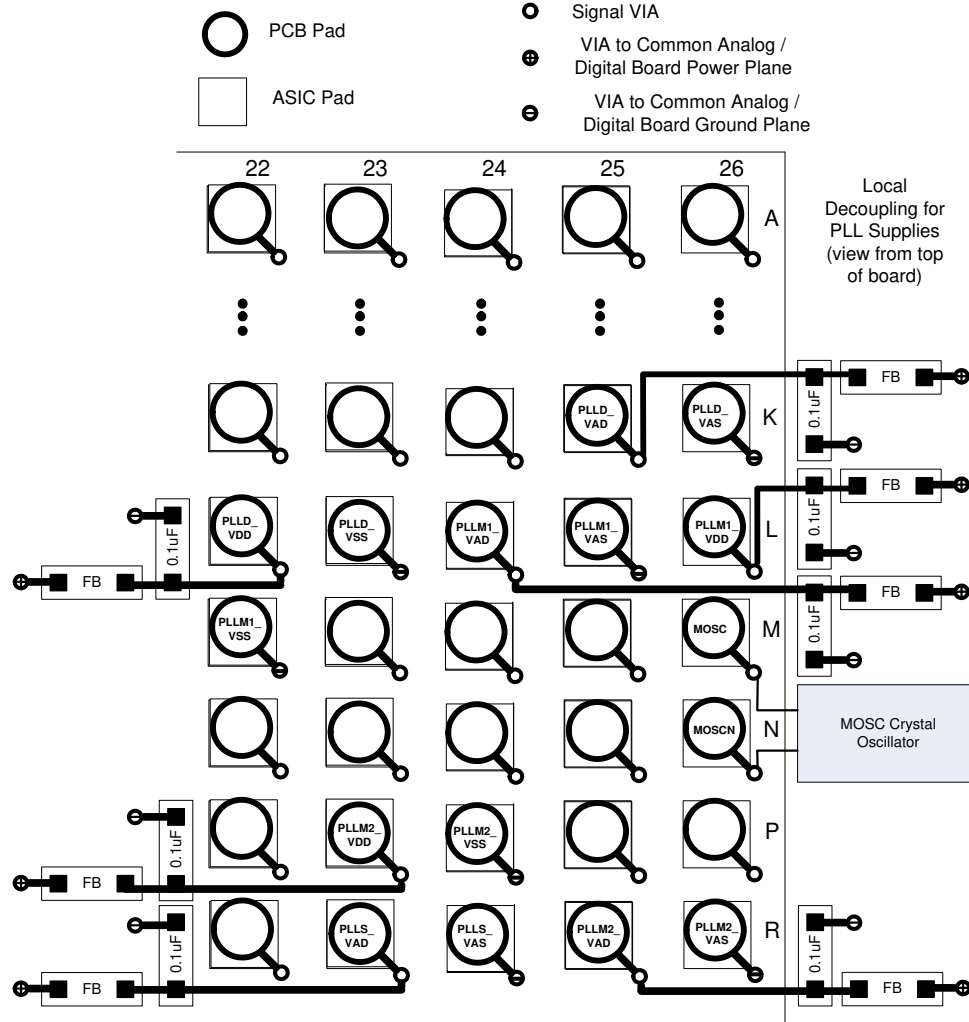 PCB Pad
ASIC Pad
Signal VIA
VIA to Common Analog /
Digital Board Power Plane
VIA to Common Analog /
Digital Board Ground Plane
22 23 24 25 26
A
Local
Decoupling for
PLL Supplies
(view from top
of board)
PLLD_
VAD
PLLD_
VAS
K
0.1uF
FB
PLLD_
VDD
PLLD_
VSS
PLLM1_
VAD
PLLM1_
VAS
PLLM1_
VDD
L
0.1uF
FB
0.1uF
FB
PLLM1_
VSS
MOSC
M
0.1uF
FB
MOSCN
N
MOSC Crystal
Oscillator
0.1uF
FB
PLLM2_
VDD
PLLM2_
VSS
P
0.1uF
FB
PLLS_
VAD
PLLS_
VAS
PLLM2_
VAD
PLLM2_
VAS
R
0.1uF
FB